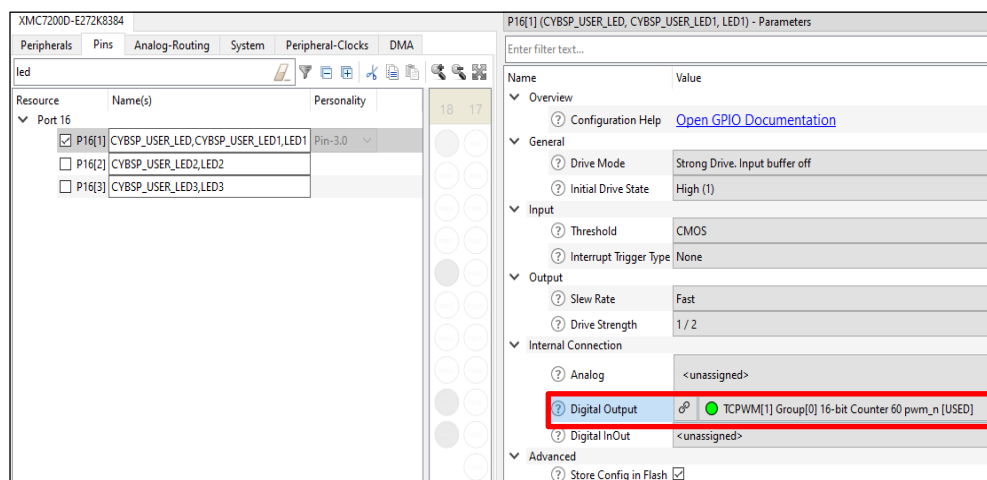 XMC7200D-E272K8384
Peripherals Pins Analog-Routing System Peripheral-Clocks DMA
led
Resource Name(s) Personality
Port 16
P16[1] CYBSP_USER_LED,CYBSP_USER_LED1,LED1 Pin-3.0
P16[2] CYBSP_USER_LED2,LED2
P16[3] CYBSP_USER_LED3,LED3
18 17
P16[1] (CYBSP_USER_LED, CYBSP_USER_LED1, LED1) - Parameters
Enter filter text...
Name Value
Overview
Configuration Help Open GPIO Documentation
General
Drive Mode Strong Drive. Input buffer off
Initial Drive State High (1)
Input
Threshold CMOS
Interrupt Trigger Type None
Output
Slew Rate Fast
Drive Strength 1 / 2
Internal Connection
Analog <unassigned>
Digital Output TCPWM[1] Group[0] 16-bit Counter 60 pwm_n [USED]
Digital InOut <unassigned>
Advanced
Store Config in Flash